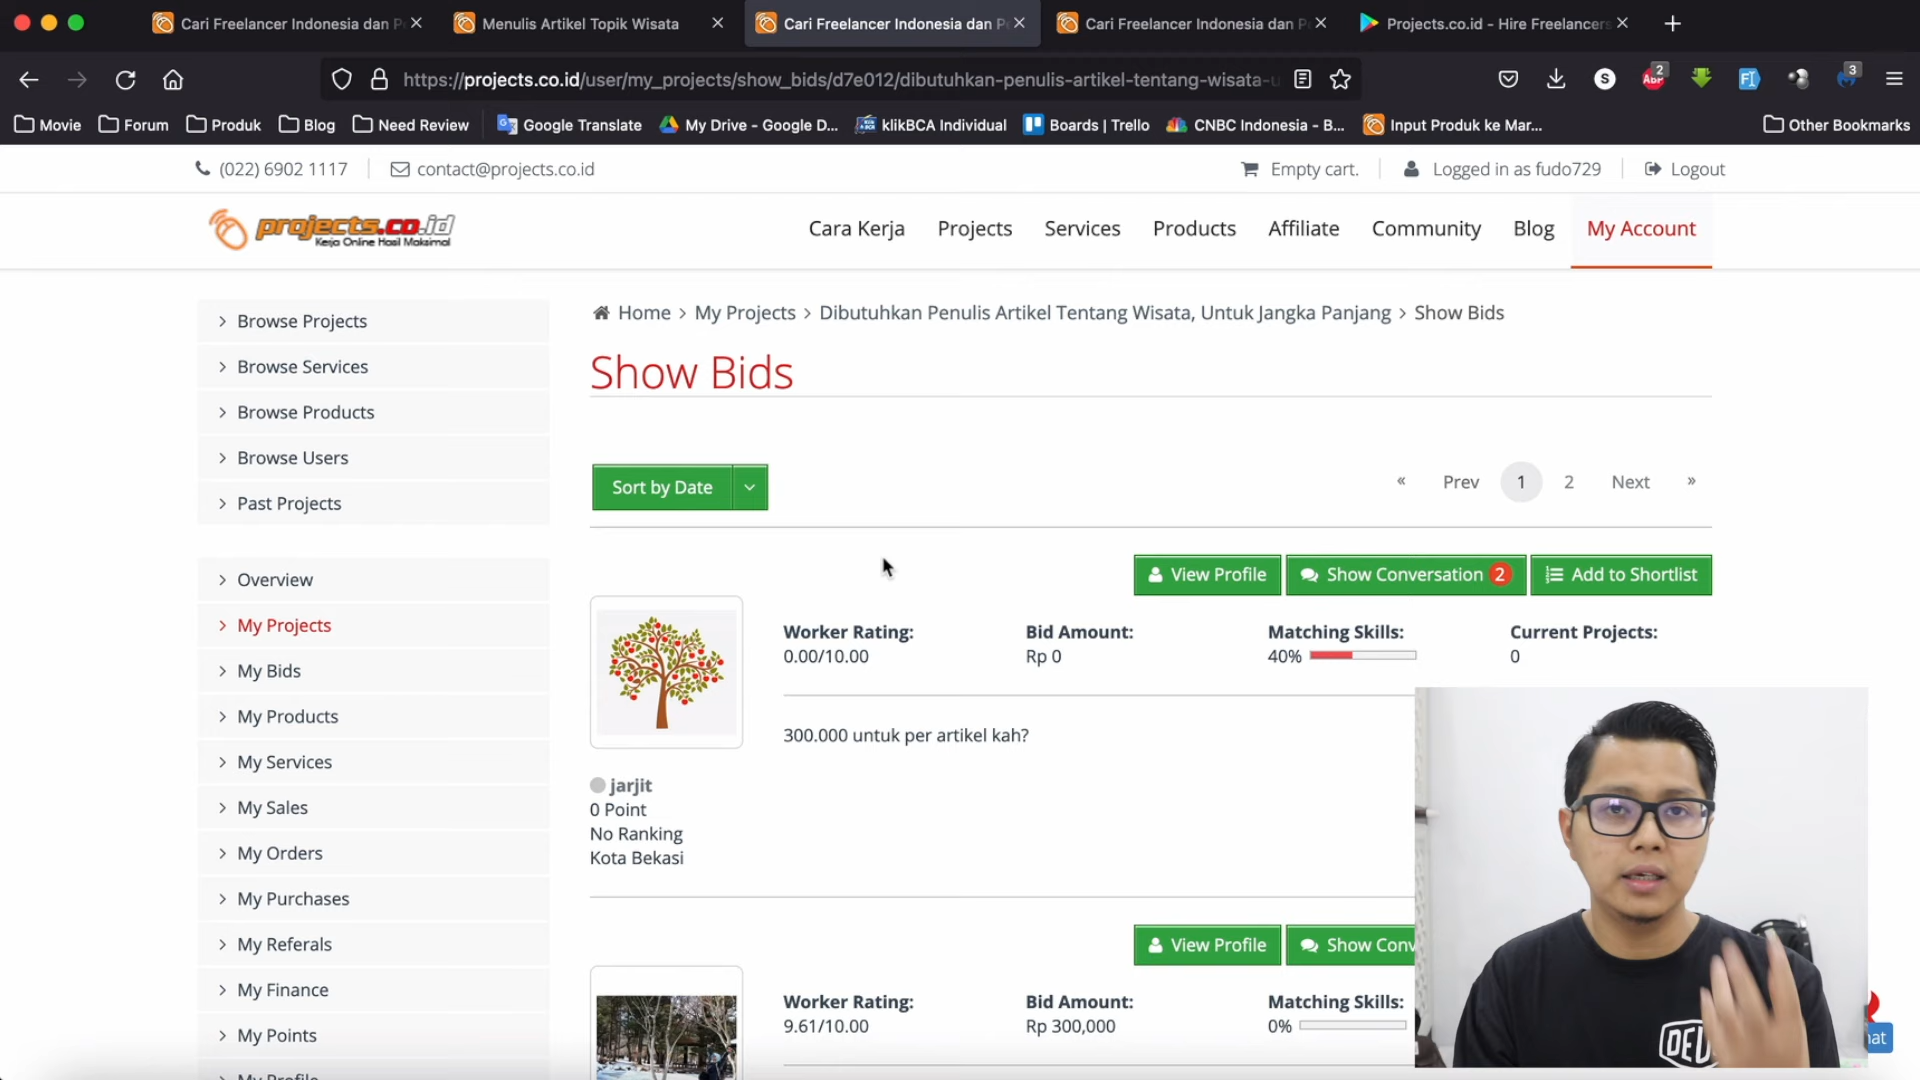 Cari Freelancer Indonesia dan P
Menulis Artikel Topik Wisata
Cari Freelancer Indonesia dan P
Cari Freelancer Indonesia dan P
Projects.co.id - Hire Freelancers
https://projects.co.id/user/my_projects/show_bids/d7e012/dibutuhkan-penulis-artikel-tentang-wisata-u
S
ABP
2
3
Movie
Forum
Produk
Blog
Need Review
Google Translate
My Drive - Google D...
klikBCA Individual
Boards | Trello
CNBC Indonesia - B...
Input Produk ke Mar...
Other Bookmarks
(022) 6902 1117
contact@projects.co.id
Empty cart.
Logged in as fudo729
Logout
projects.co.id
Kerja Online Hasil Maksimal
Cara Kerja
Projects
Services
Products
Affiliate
Community
Blog
My Account
Browse Projects
Browse Services
Browse Products
Browse Users
Past Projects
Overview
My Projects
My Bids
My Products
My Services
My Sales
My Orders
My Purchases
My Referals
My Finance
My Points
My Profile
Home > My Projects > Dibutuhkan Penulis Artikel Tentang Wisata, Untuk Jangka Panjang > Show Bids
Show Bids
Sort by Date
« Prev 1 2 Next »
View Profile
Show Conversation 2
Add to Shortlist
Worker Rating: Bid Amount: Matching Skills: Current Projects:
0.00/10.00 Rp 0 40% 0
300.000 untuk per artikel kah?
jarjit
0 Point
No Ranking
Kota Bekasi
View Profile
Show Conv
Worker Rating: Bid Amount: Matching Skills:
9.61/10.00 Rp 300,000 0%
DEU
hat